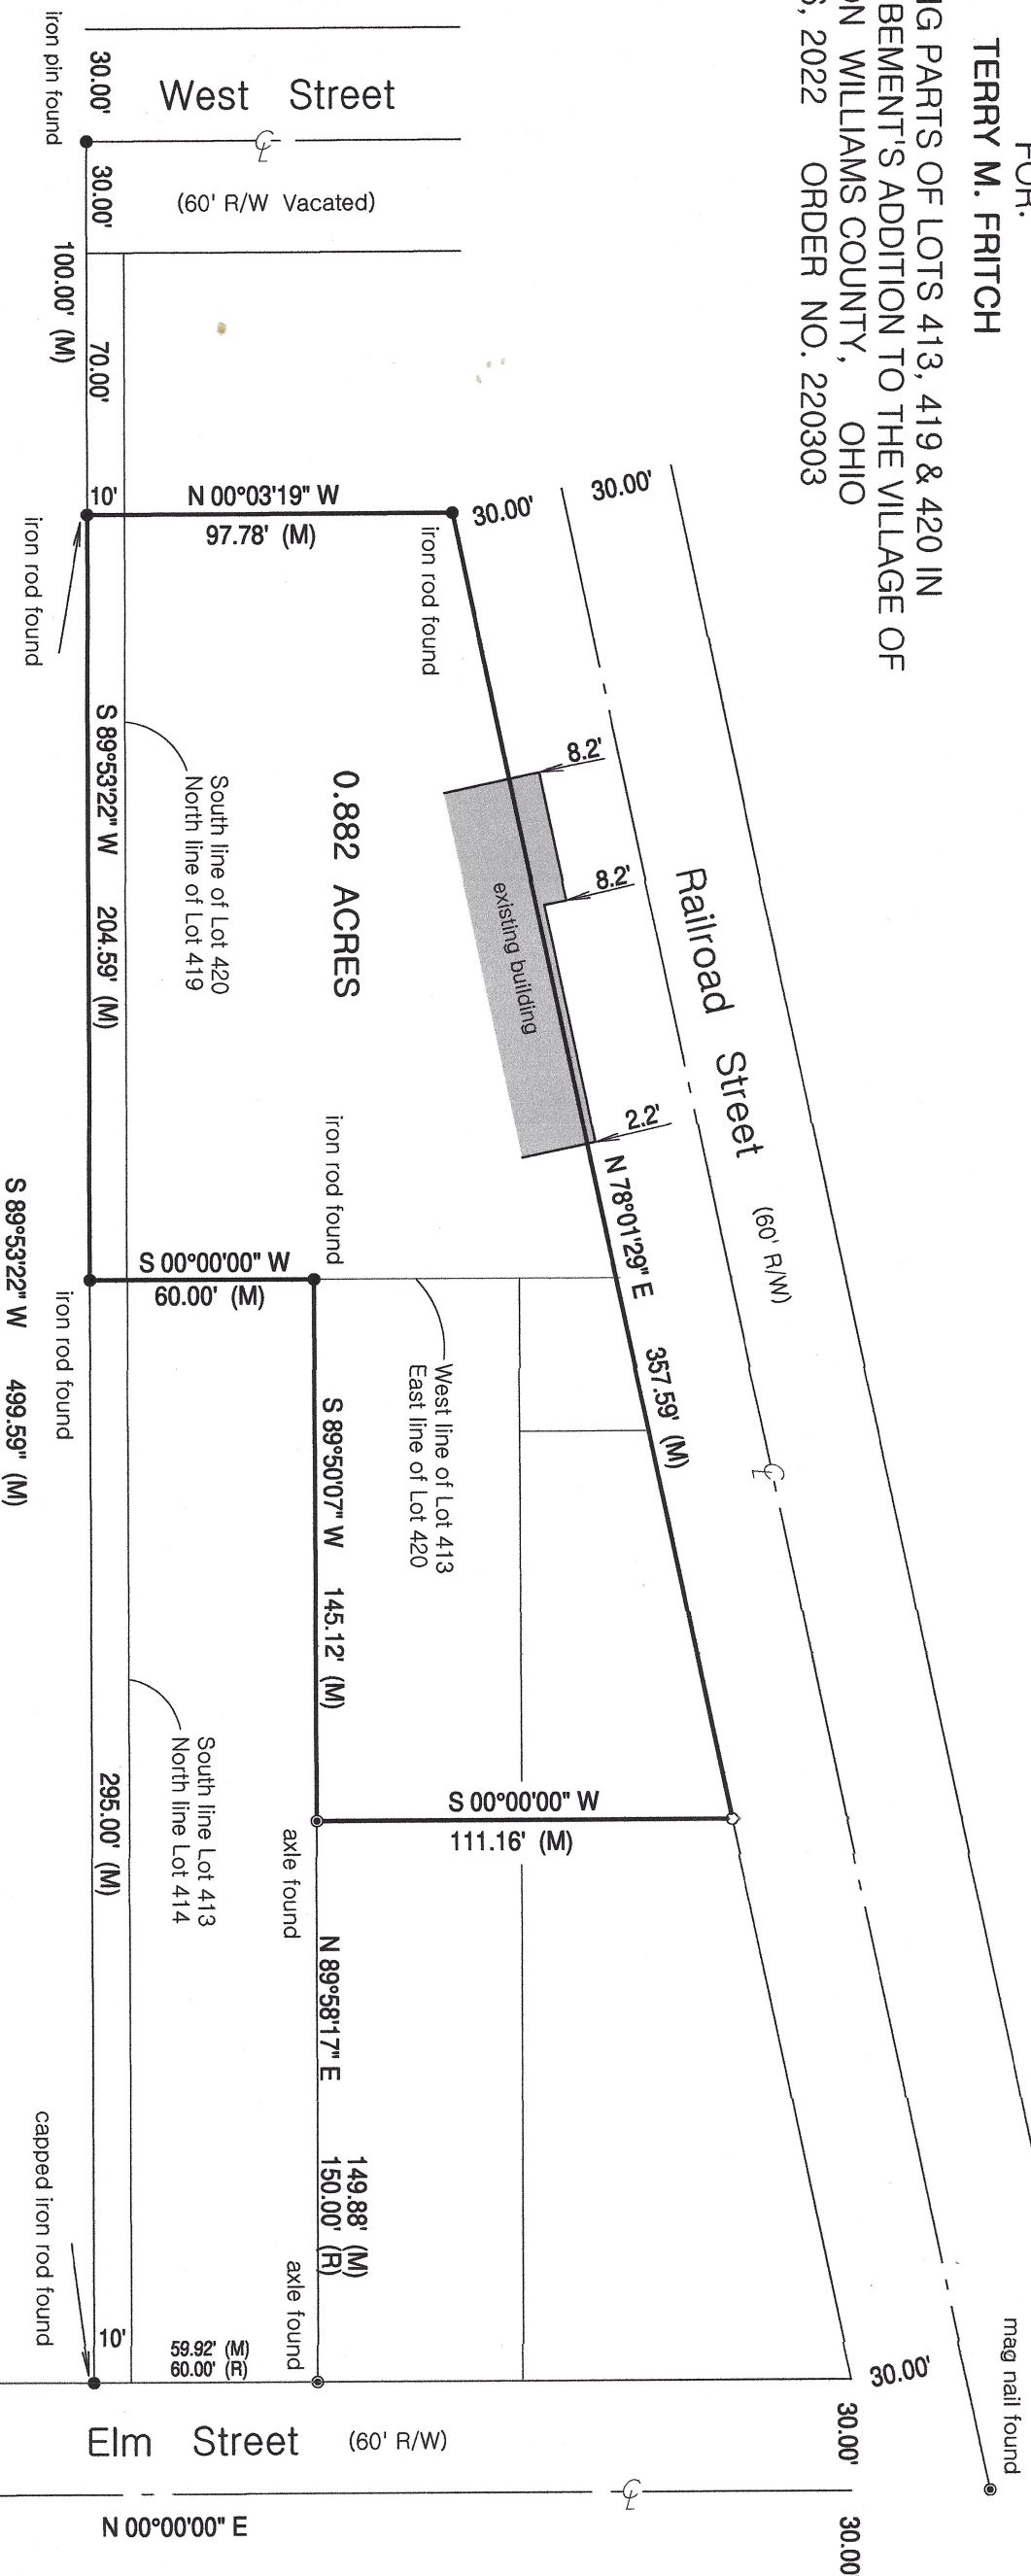 FOR:
TERRY M. FRITCH
PARTS OF LOTS 413, 419 & 420 IN
BEMENT'S ADDITION TO THE VILLAGE OF
WILLIAMS COUNTY, OHIO
2022 ORDER NO. 220303
West Street
(60' R/W Vacated)
iron pin found
30.00'
30.00'
100.00' (M)
70.00'
10'
iron rod found
N 00°03'19" W
97.78' (M)
iron rod found
30.00'
30.00'
8.2'
8.2'
2.2'
existing building
Railroad Street (60' R/W)
N 78°01'29" E 357.59' (M)
0.882 ACRES
South line of Lot 420
North line of Lot 419
S 89°53'22" W 204.59' (M)
iron rod found
S 00°00'00" W
60.00' (M)
iron rod found
S 89°53'22" W 499.59" (M)
West line of Lot 413
East line of Lot 420
S 89°50'07" W 145.12' (M)
South line Lot 413
North line Lot 414
295.00' (M)
S 00°00'00" W
111.16' (M)
axle found
N 89°58'17" E
149.88' (M)
150.00' (R)
axle found
capped iron rod found
10'
59.92' (M)
60.00' (R)
Elm Street (60' R/W)
N 00°00'00" E
30.00'
30.00'
30.00
mag nail found